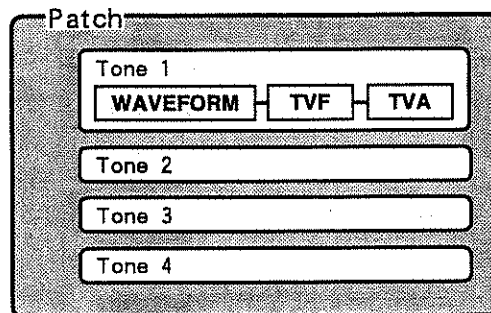 Patch
Tone 1
WAVEFORM TVF TVA
Tone 2
Tone 3
Tone 4